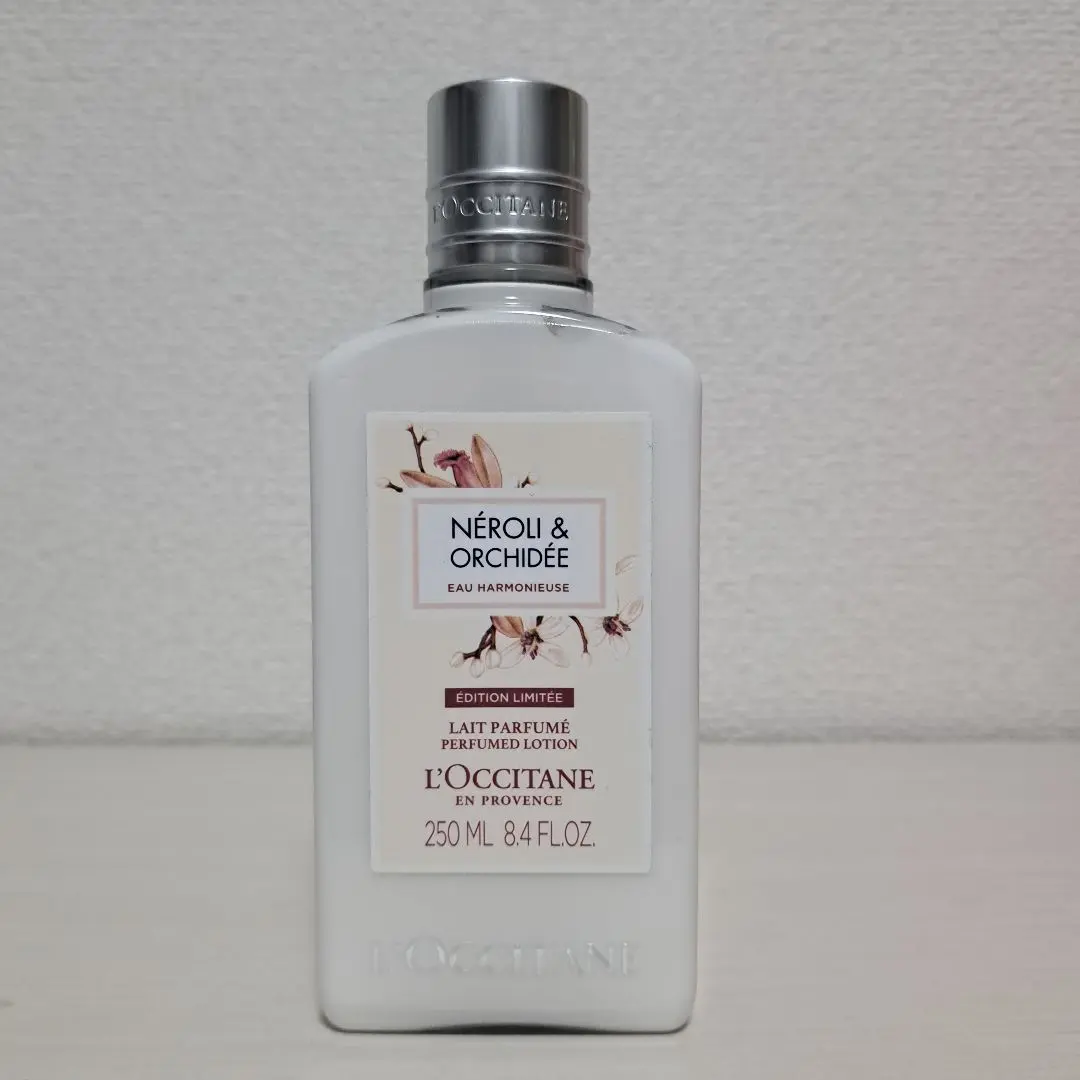 L'OCCITANE
NÉROLI &
ORCHIDÉE
EAU HARMONIEUSE
ÉDITION LIMITÉE
LAIT PARFUMÉ
PERFUMED LOTION
L'OCCITANE
EN PROVENCE
250 ML 8.4 FL.OZ.
L'OCCITANE